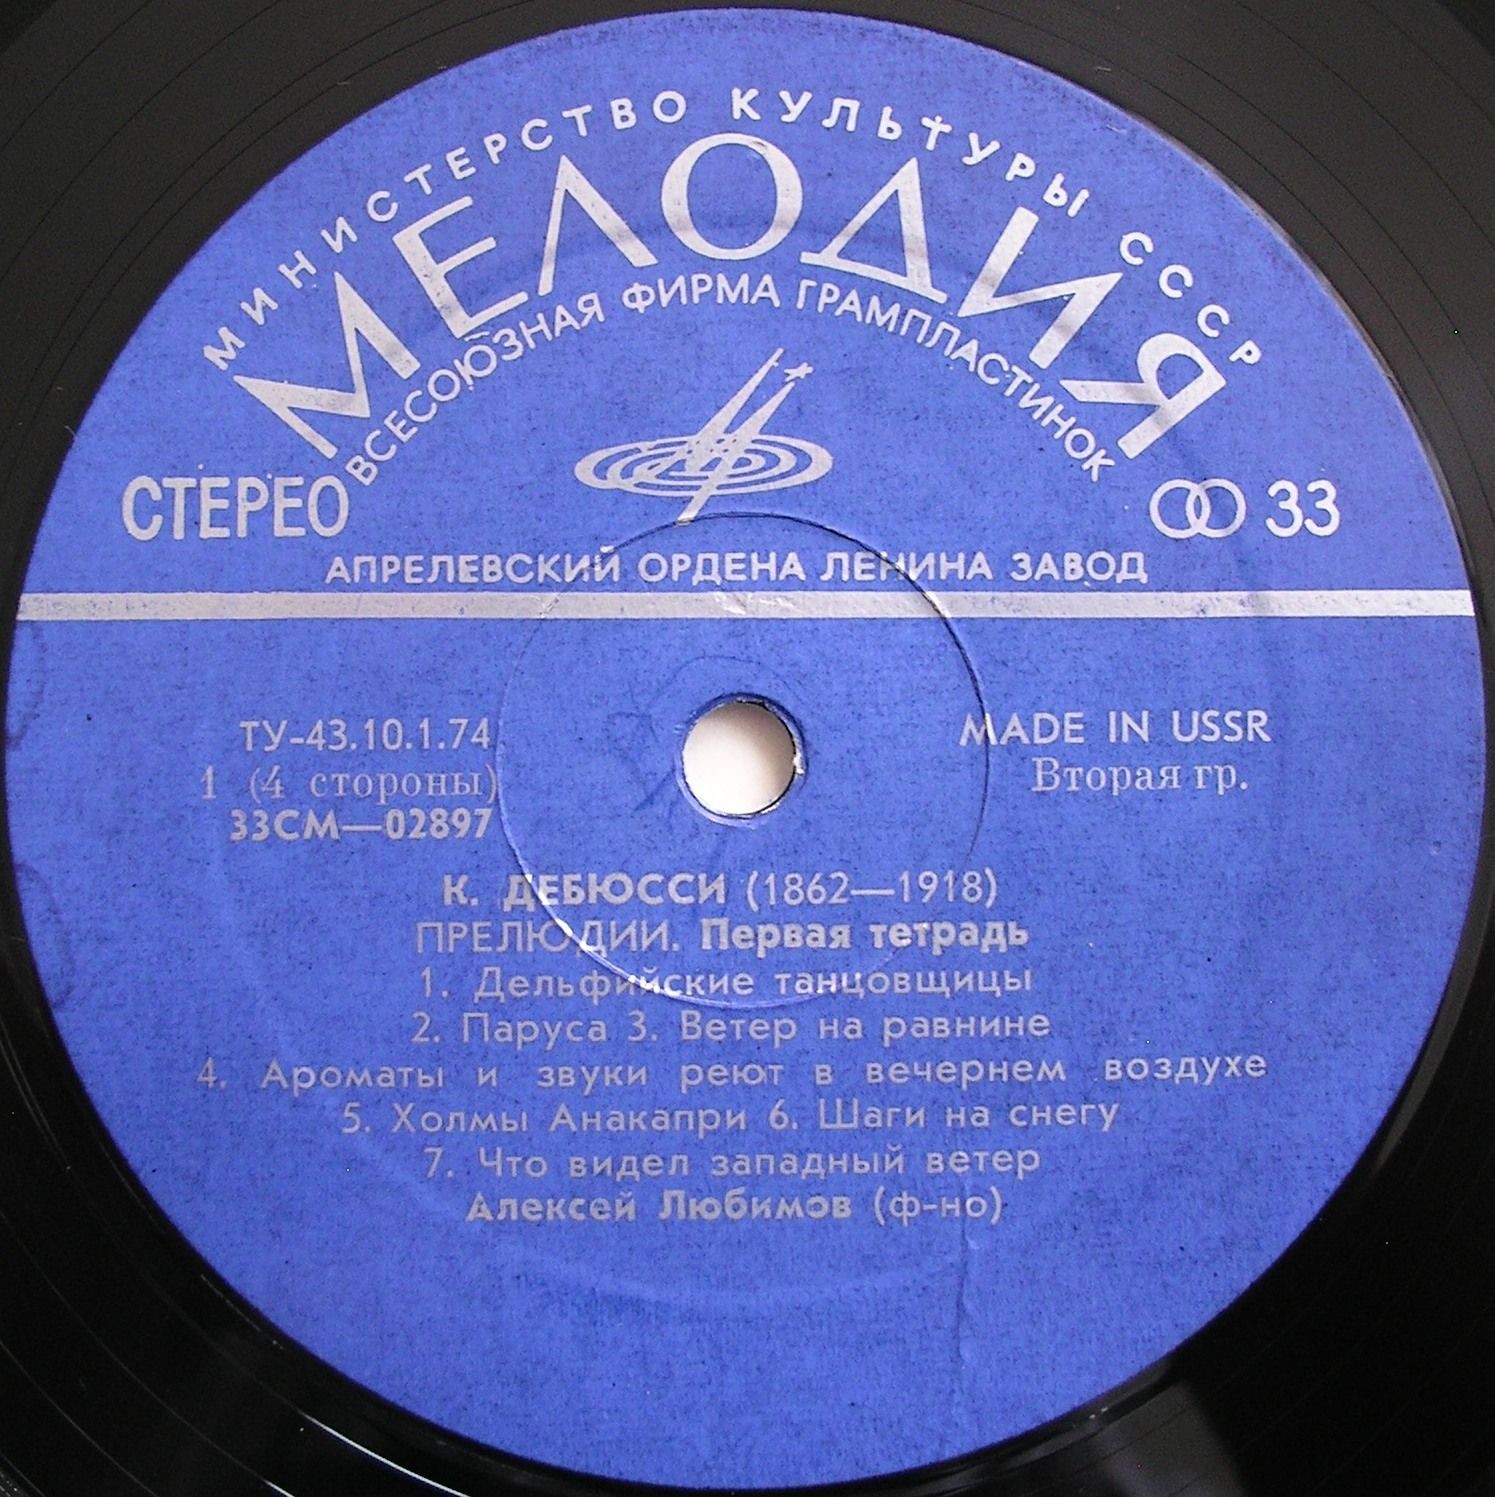 МИНИСТЕРСТВО КУЛЬТУРЫ СССР
МЕЛОДИЯ
ВСЕСОЮЗНАЯ ФИРМА ГРАМПЛАСТИНОК
СТЕРЕО 33
АПРЕЛЕВСКИЙ ОРДЕНА ЛЕНИНА ЗАВОД
ТУ-43.10.1.74
1 (4 стороны)
33СМ—02897
MADE IN USSR
Вторая гр.
К. ДЕБЮССИ (1862—1918)
ПРЕЛЮДИИ. Первая тетрадь
1. Дельфийские танцовщицы
2. Паруса 3. Ветер на равнине
4. Ароматы и звуки реют в вечернем воздухе
5. Холмы Анакапри 6. Шаги на снегу
7. Что видел западный ветер
Алексей Любимов (ф-но)